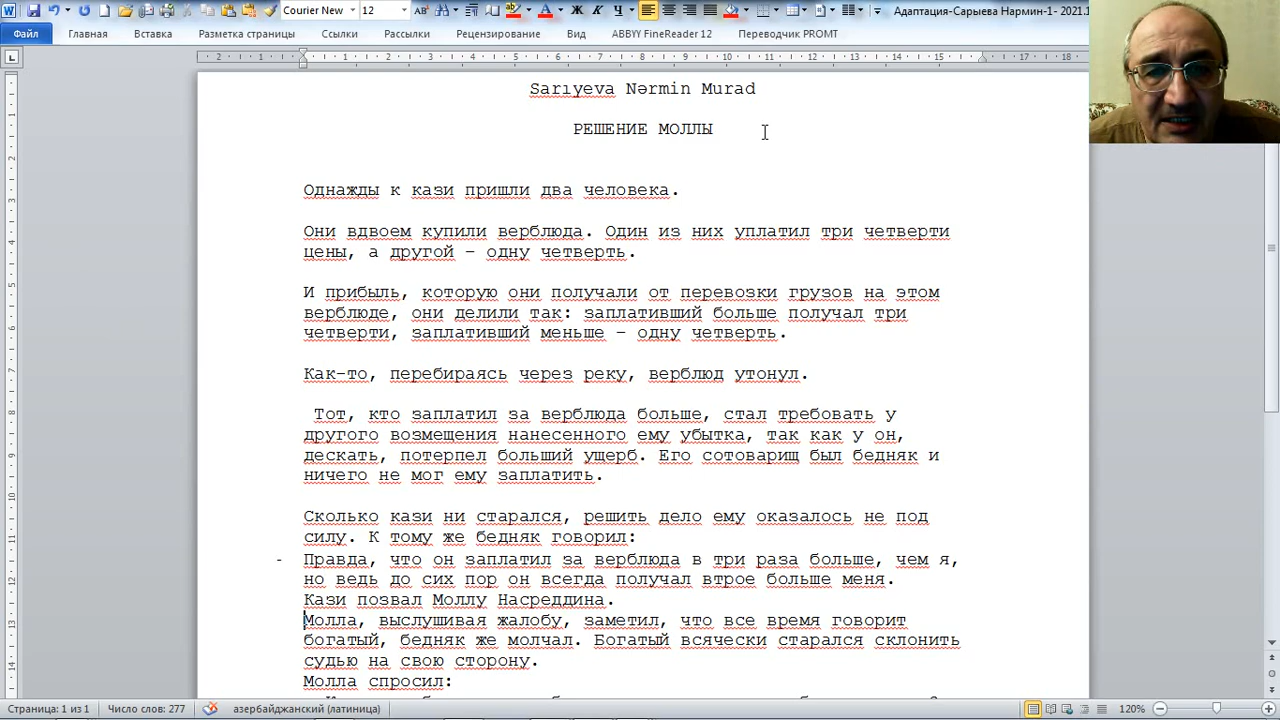 Courier New 12
Адаптация-Сарыева Нармин-1- 2021.1
Файл Главная Вставка Разметка страницы Ссылки Рассылки Рецензирование Вид ABBYY FineReader 12 Переводчик PROMT
Sarıyeva Nərmin Murad
РЕШЕНИЕ МОЛЛЫ
Однажды к кази пришли два человека.
Они вдвоем купили верблюда. Один из них уплатил три четверти
цены, а другой – одну четверть.
И прибыль, которую они получали от перевозки грузов на этом
верблюде, они делили так: заплативший больше получал три
четверти, заплативший меньше – одну четверть.
Как-то, перебираясь через реку, верблюд утонул.
Тот, кто заплатил за верблюда больше, стал требовать у
другого возмещения нанесенного ему убытка, так как у он,
дескать, потерпел больший ущерб. Его сотоварищ был бедняк и
ничего не мог ему заплатить.
Сколько кази ни старался, решить дело ему оказалось не под
силу. К тому же бедняк говорил:
- Правда, что он заплатил за верблюда в три раза больше, чем я,
но ведь до сих пор он всегда получал втрое больше меня.
Кази позвал Моллу Насреддина.
Молла, выслушивая жалобу, заметил, что все время говорит
богатый, бедняк же молчал. Богатый всячески старался склонить
судью на свою сторону.
Молла спросил:
Страница: 1 из 1 Число слов: 277 азербайджанский (латиница) 120%